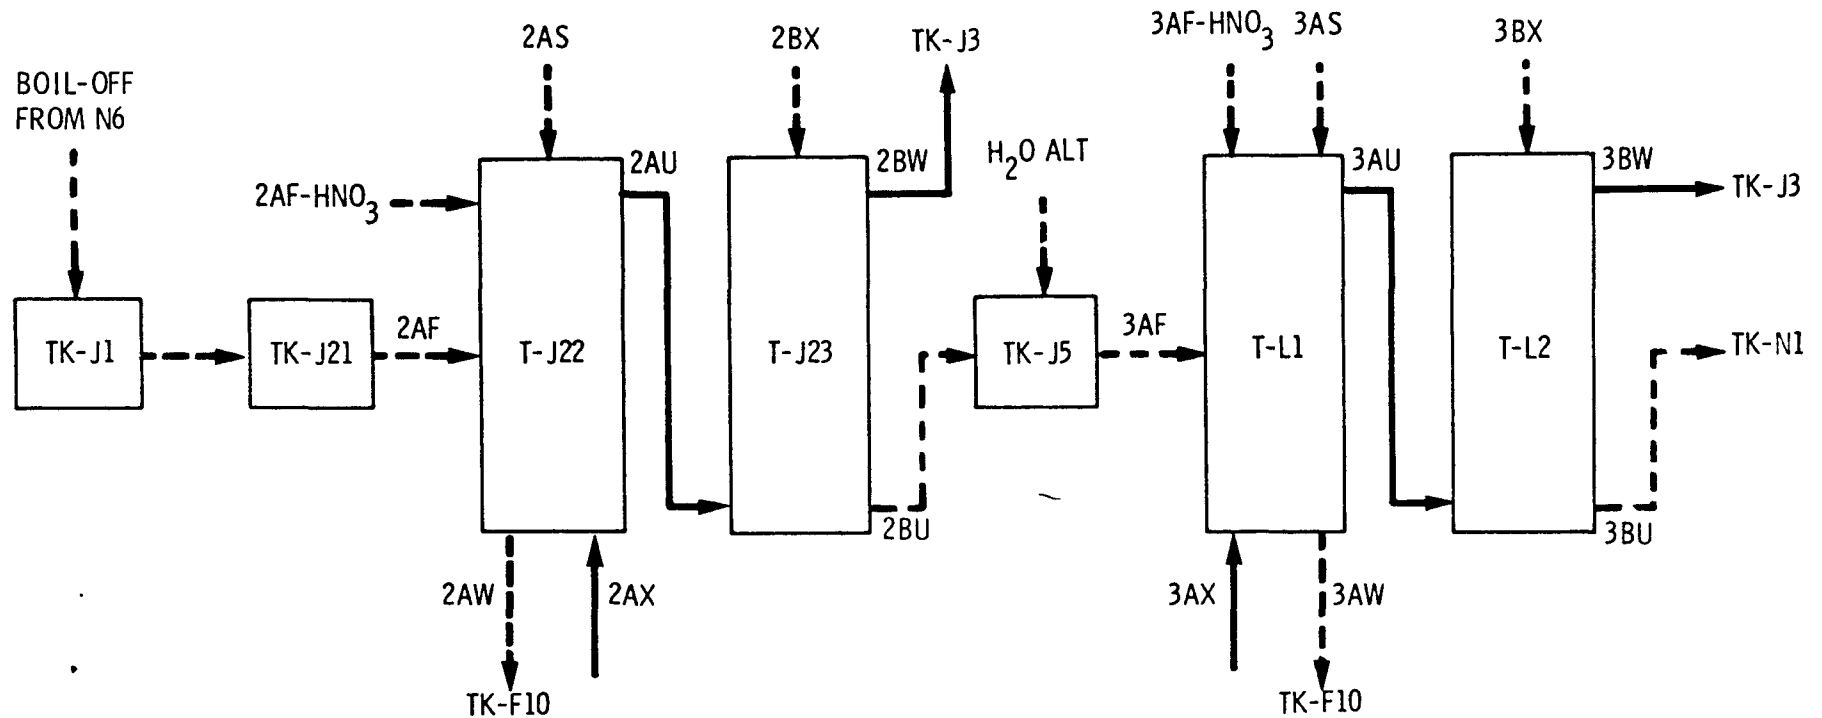 BOIL-OFF
FROM N6
2AS
2BX
TK-J3
3AF-HNO3
3AS
3BX
2AF-HNO3
2AU
2BW
H2O ALT
3AU
3BW
TK-J3
TK-J1
TK-J21
2AF
T-J22
T-J23
TK-J5
3AF
T-L1
T-L2
TK-N1
2BU
3BU
2AW
2AX
3AX
3AW
TK-F10
TK-F10